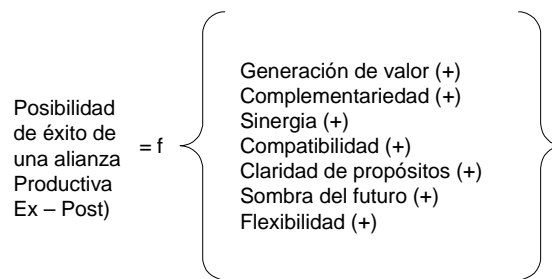 Posibilidad
de éxito de
una alianza
Productiva
Ex – Post)
= f
Generación de valor (+)
Complementariedad (+)
Sinergia (+)
Compatibilidad (+)
Claridad de propósitos (+)
Sombra del futuro (+)
Flexibilidad (+)